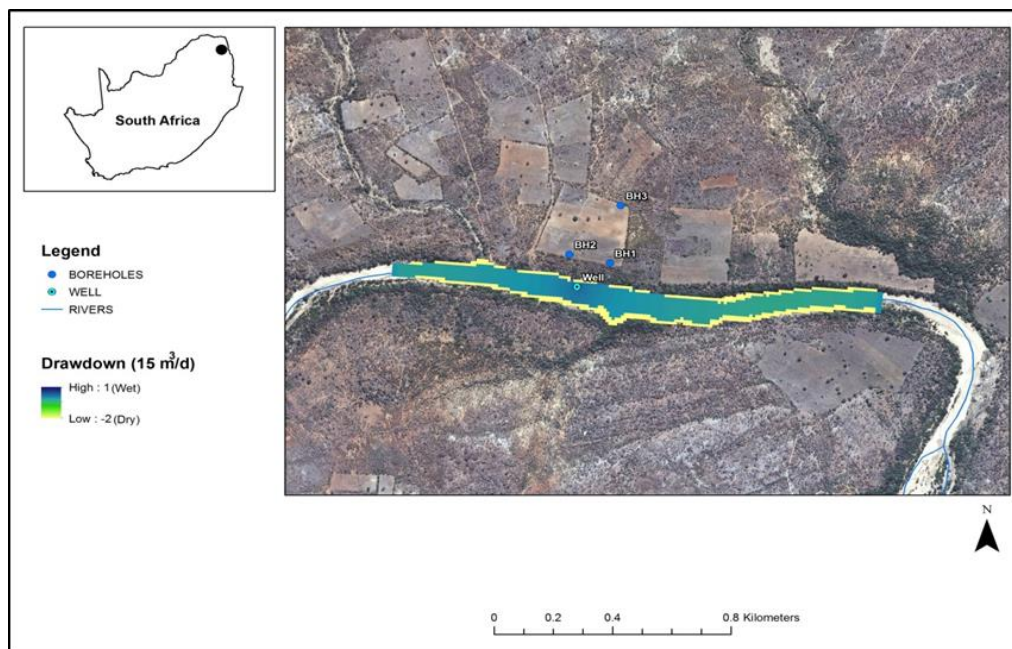 South Africa
Legend
BOREHOLES
WELL
RIVERS
Drawdown (15 m³/d)
High : 1 (Wet)
Low : -2 (Dry)
BH3
BH2
BH1
Well
N
0 0.2 0.4 0.8 Kilometers